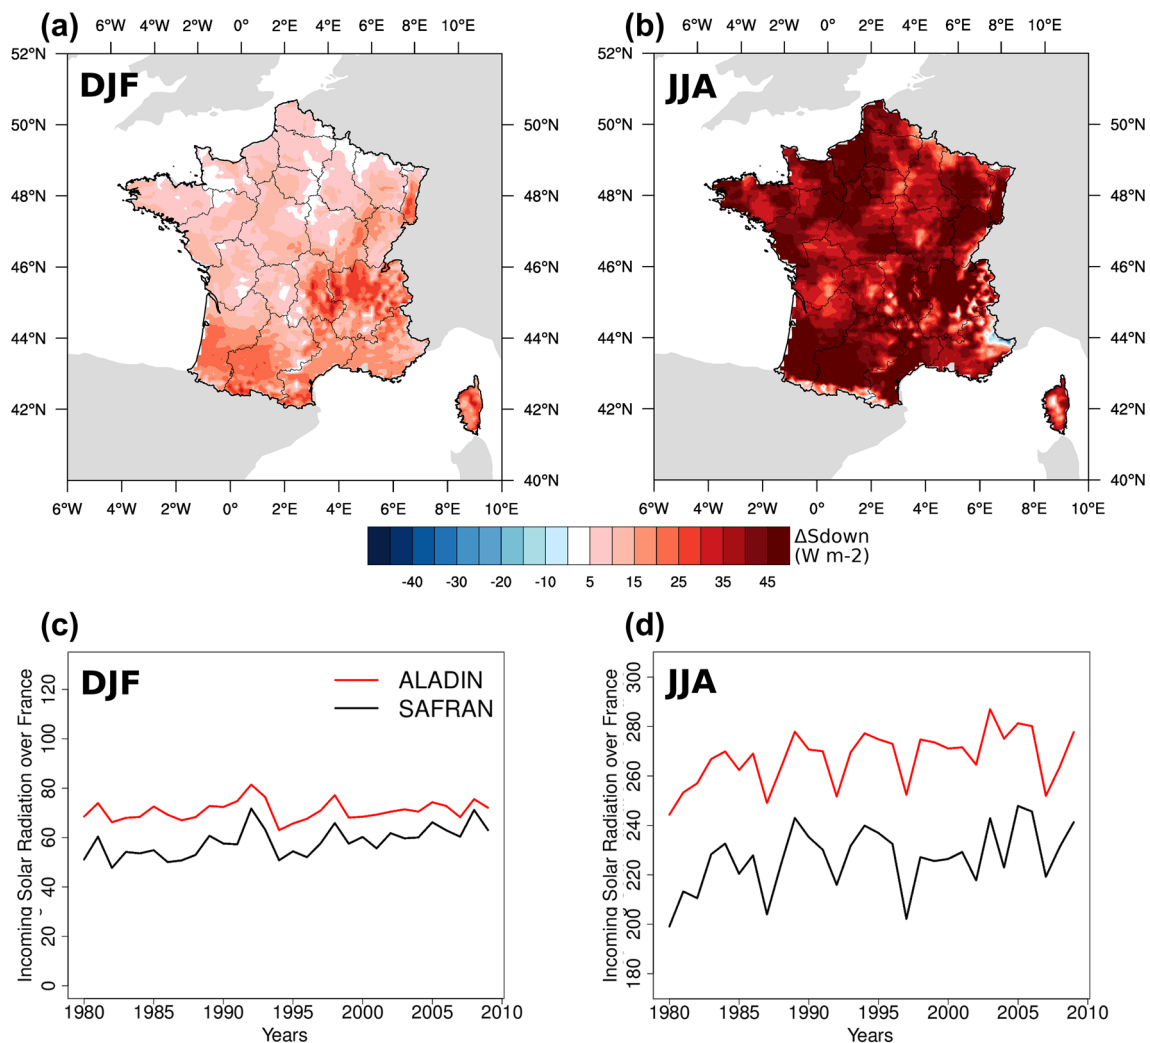 (a) (b)
6°W 4°W 2°W 0° 2°E 4°E 6°E 8°E 10°E 6°W 4°W 2°W 0° 2°E 4°E 6°E 8°E 10°E
52°N 52°N
DJF JJA
50°N 50°N 50°N 50°N
48°N 48°N 48°N 48°N
46°N 46°N 46°N 46°N
44°N 44°N 44°N 44°N
42°N 42°N 42°N 42°N
40°N 40°N
6°W 4°W 2°W 0° 2°E 4°E 6°E 8°E 10°E 6°W 4°W 2°W 0° 2°E 4°E 6°E 8°E 10°E
ΔSdown
(W m-2)
-40 -30 -20 -10 5 15 25 35 45
(c) (d)
DJF
ALADIN
SAFRAN
Incoming Solar Radiation over France
120
100
80
60
40
20
0
1980 1985 1990 1995 2000 2005 2010
Years
JJA
Incoming Solar Radiation over France
300
280
260
240
220
200
180
1980 1985 1990 1995 2000 2005 2010
Years